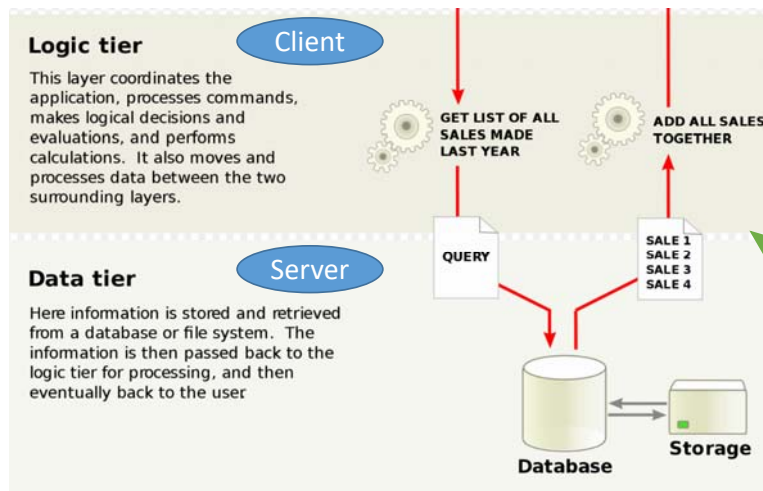 Logic tier
Client
This layer coordinates the
application, processes commands,
makes logical decisions and
evaluations, and performs
calculations. It also moves and
processes data between the two
surrounding layers.
GET LIST OF ALL
SALES MADE
LAST YEAR
ADD ALL SALES
TOGETHER
QUERY
SALE 1
SALE 2
SALE 3
SALE 4
Data tier
Server
Here information is stored and retrieved
from a database or file system. The
information is then passed back to the
logic tier for processing, and then
eventually back to the user
Database
Storage